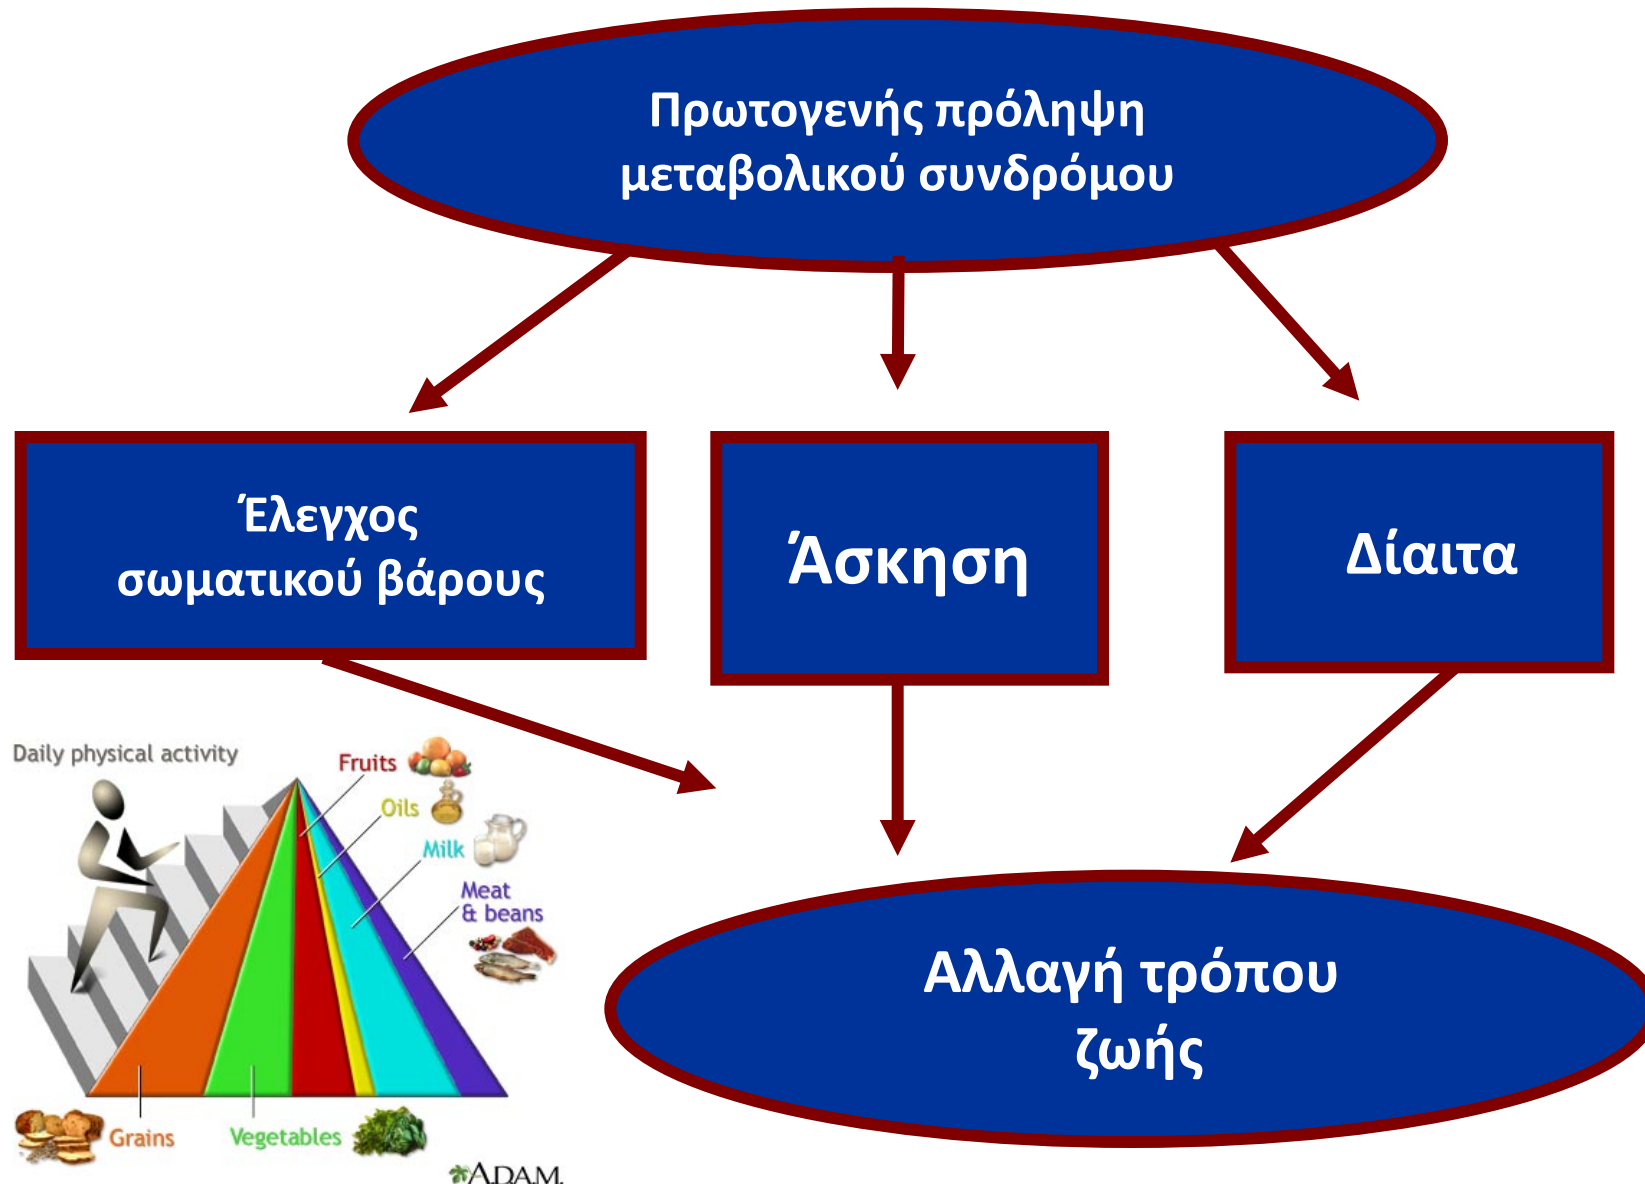 Πρωτογενής πρόληψη
μεταβολικού συνδρόμου
Έλεγχος
σωματικού βάρους
Άσκηση
Δίαιτα
Daily physical activity
Fruits
Oils
Milk
Meat
& beans
Grains
Vegetables
A.D.A.M.
Αλλαγή τρόπου
ζωής